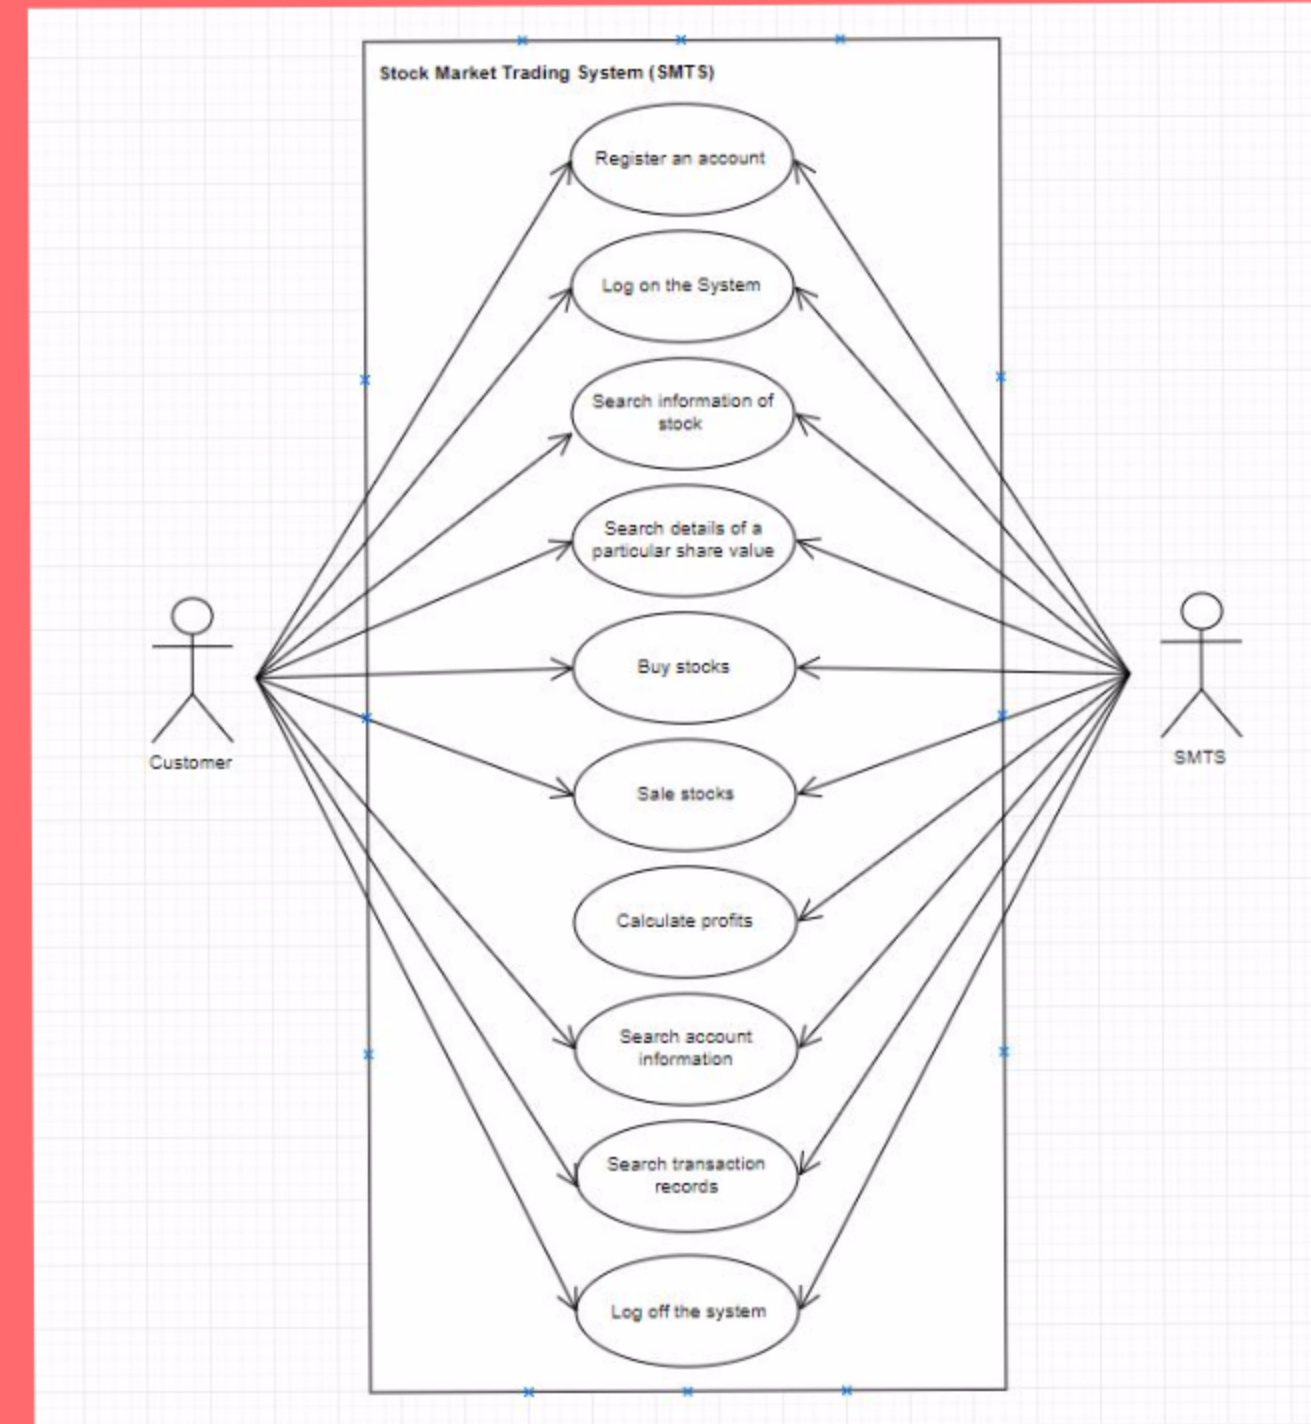 Stock Market Trading System (SMTS)
Register an account
Log on the System
Search information of
stock
Search details of a
particular share value
Buy stocks
Sale stocks
Calculate profits
Search account
information
Search transaction
records
Log off the system
Customer
SMTS